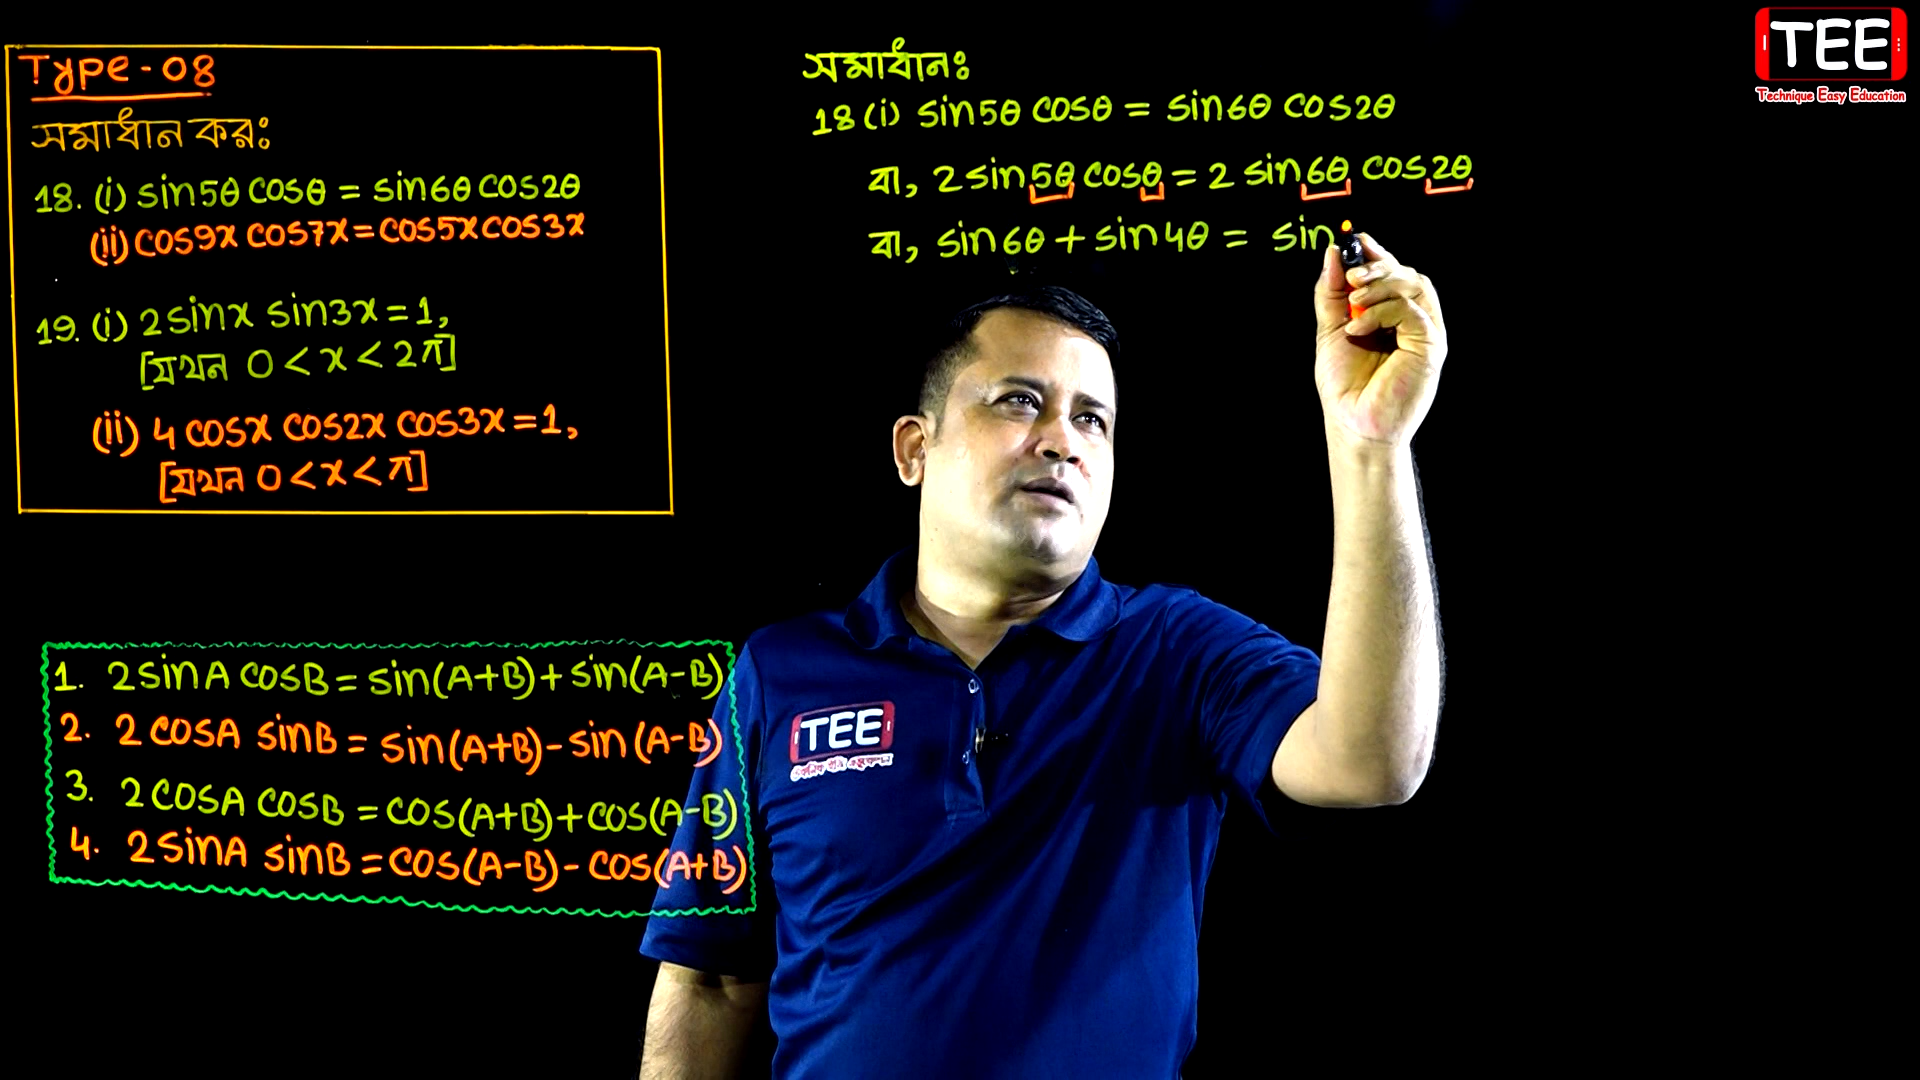 Type-08
সমাধান কর:
18. (i) sin5θ cosθ = sin6θ cos2θ
(ii) cos9x cos7x = cos5x cos3x
19. (i) 2sinx sin3x = 1,
[যখন 0 < x < 2π]
(ii) 4 cosx cos2x cos3x = 1,
[যখন 0 < x < π]
1. 2sinA cosB = sin(A+B) + sin(A-B)
2. 2 cosA sinB = sin(A+B) - sin(A-B)
3. 2cosA cosB = cos(A+B) + cos(A-B)
4. 2sinA sinB = cos(A-B) - cos(A+B)
সমাধান:
18 (i) sin5θ cosθ = sin6θ cos2θ
বা, 2 sin5θ cosθ = 2 sin6θ cos2θ
বা, sin6θ + sin4θ = sin
TEE
Technique Easy Education
TEE